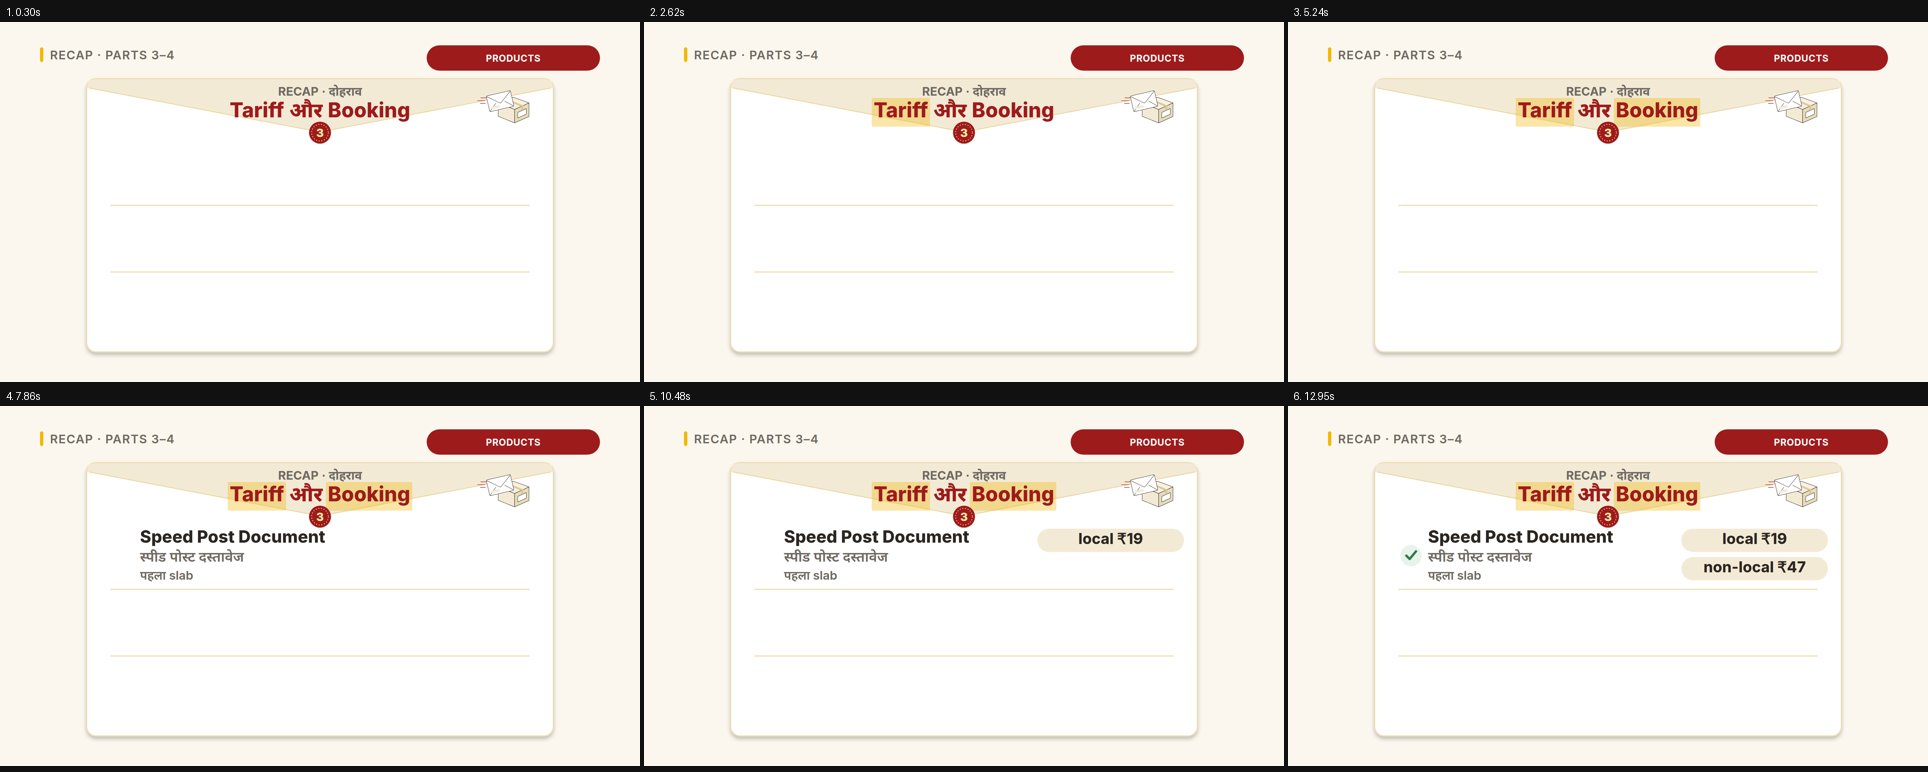 1. 0.30s
RECAP · PARTS 3–4
PRODUCTS
RECAP · दोहराव
Tariff और Booking
3
2. 2.62s
RECAP · PARTS 3–4
PRODUCTS
RECAP · दोहराव
Tariff और Booking
3
3. 5.24s
RECAP · PARTS 3–4
PRODUCTS
RECAP · दोहराव
Tariff और Booking
3
4. 7.86s
RECAP · PARTS 3–4
PRODUCTS
RECAP · दोहराव
Tariff और Booking
3
Speed Post Document
स्पीड पोस्ट दस्तावेज
पहला slab
5. 10.48s
RECAP · PARTS 3–4
PRODUCTS
RECAP · दोहराव
Tariff और Booking
3
Speed Post Document
local ₹19
स्पीड पोस्ट दस्तावेज
पहला slab
6. 12.95s
RECAP · PARTS 3–4
PRODUCTS
RECAP · दोहराव
Tariff और Booking
3
Speed Post Document
local ₹19
स्पीड पोस्ट दस्तावेज
non-local ₹47
पहला slab